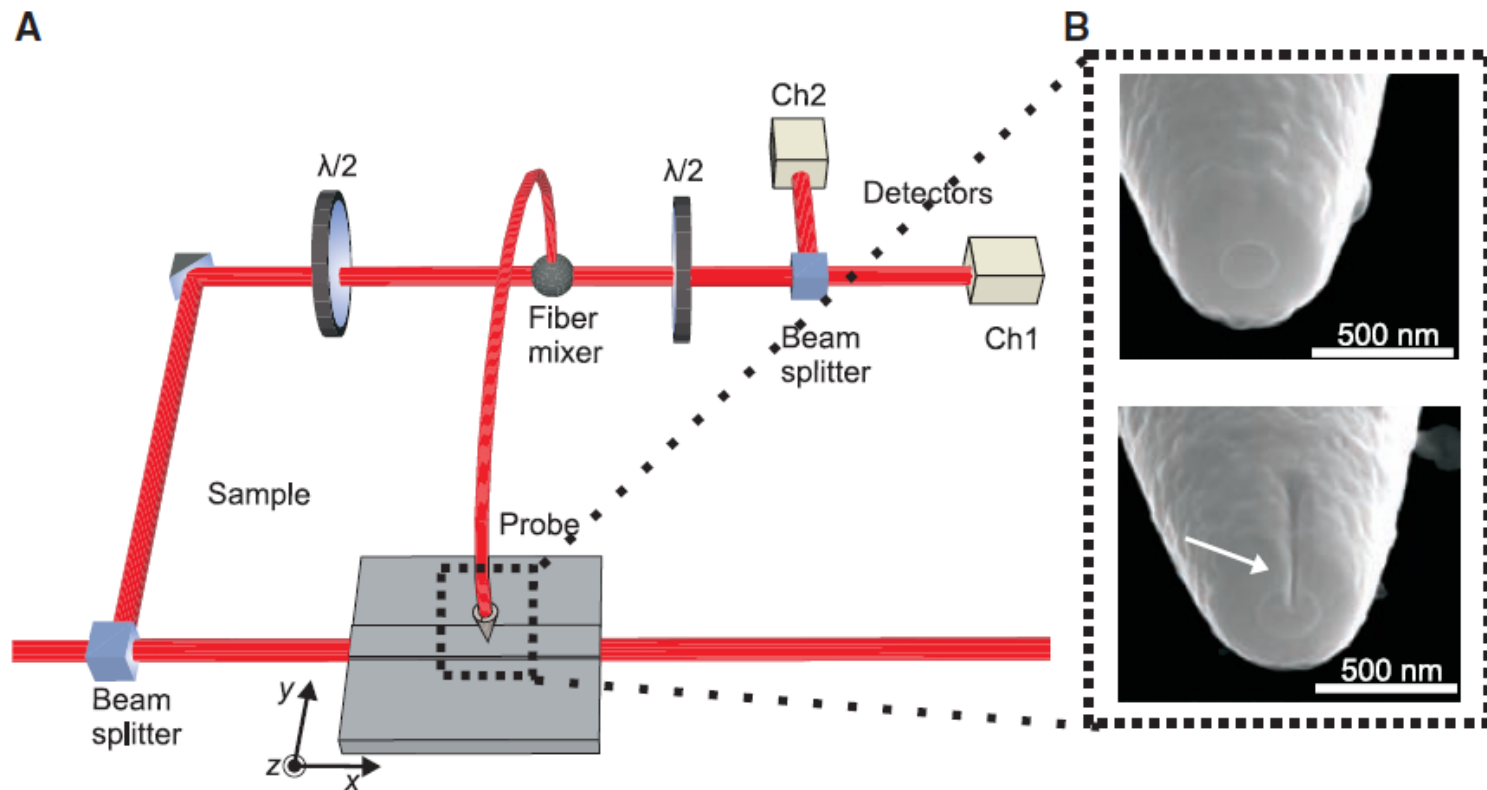 A
B
Ch2
λ/2
λ/2
Detectors
Fiber
mixer
Beam
splitter
Ch1
500 nm
Sample
Probe
Beam
splitter
y
z
x
500 nm